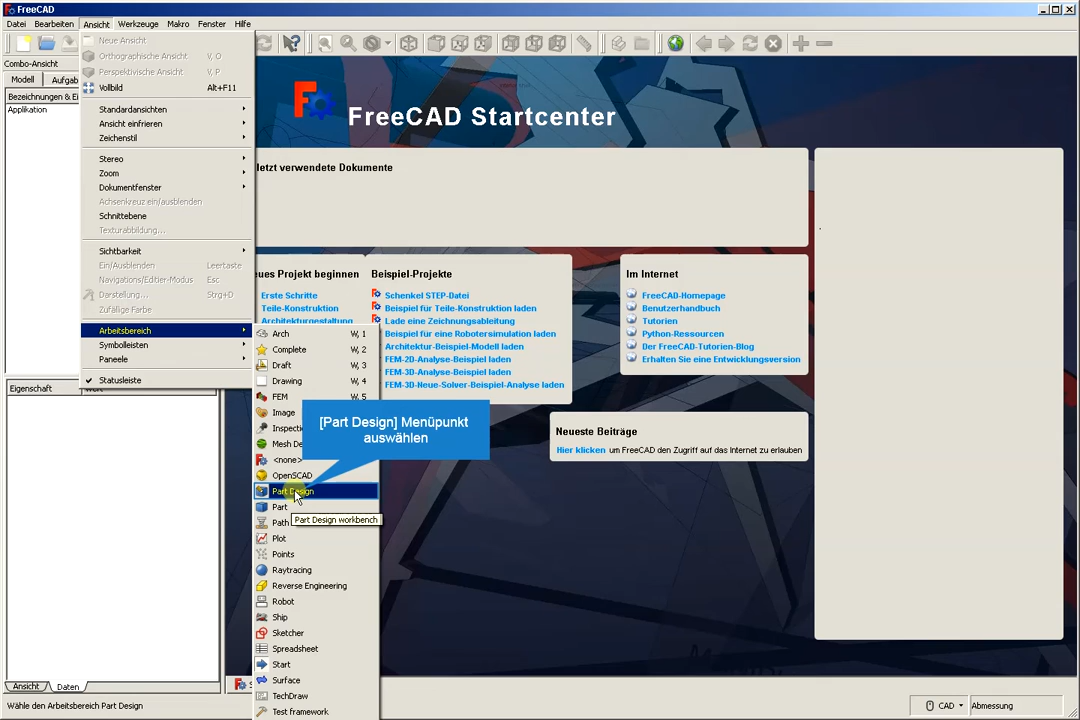 FreeCAD
Datei Bearbeiten Ansicht Werkzeuge Makro Fenster Hilfe
Neue Ansicht
Orthographische Ansicht V, O
Combo-Ansicht
Perspektivische Ansicht V, P
Modell Aufgab
Vollbild Alt+F11
Bezeichnungen & Ei
Applikation
Standardansichten
Ansicht einfrieren
Zeichenstil
Stereo
Zoom
Dokumentfenster
Achsenkreuz ein/ausblenden
Schnittebene
Texturabbildung...
Sichtbarkeit
Ein/Ausblenden Leertaste
Navigations/Editier-Modus Esc
Darstellung... Strg+D
Zufällige Farbe
Arbeitsbereich
Symbolleisten
Paneele
Statusleiste
Eigenschaft
FreeCAD Startcenter
letzt verwendete Dokumente
eues Projekt beginnen
Erste Schritte
Teile-Konstruktion
Architekturgestaltung
Beispiel-Projekte
Schenkel STEP-Datei
Beispiel für Teile-Konstruktion laden
Lade eine Zeichnungsableitung
Beispiel für eine Robotersimulation laden
Architektur-Beispiel-Modell laden
FEM-2D-Analyse-Beispiel laden
FEM-3D-Analyse-Beispiel laden
FEM-3D-Neue-Solver-Beispiel-Analyse laden
Im Internet
FreeCAD-Homepage
Benutzerhandbuch
Tutorien
Python-Ressourcen
Der FreeCAD-Tutorien-Blog
Erhalten Sie eine Entwicklungsversion
Neueste Beiträge
Hier klicken um FreeCAD den Zugriff auf das Internet zu erlauben
Arch W, 1
Complete W, 2
Draft W, 3
Drawing W, 4
FEM W, 5
Image
Inspectio
Mesh De
<none>
OpenSCAD
Part Design
Part
Path
Plot
Points
Raytracing
Reverse Engineering
Robot
Ship
Sketcher
Spreadsheet
Start
Surface
TechDraw
Test framework
[Part Design] Menüpunkt
auswählen
Part Design workbench
Ansicht Daten
Wähle den Arbeitsbereich Part Design
CAD Abmessung